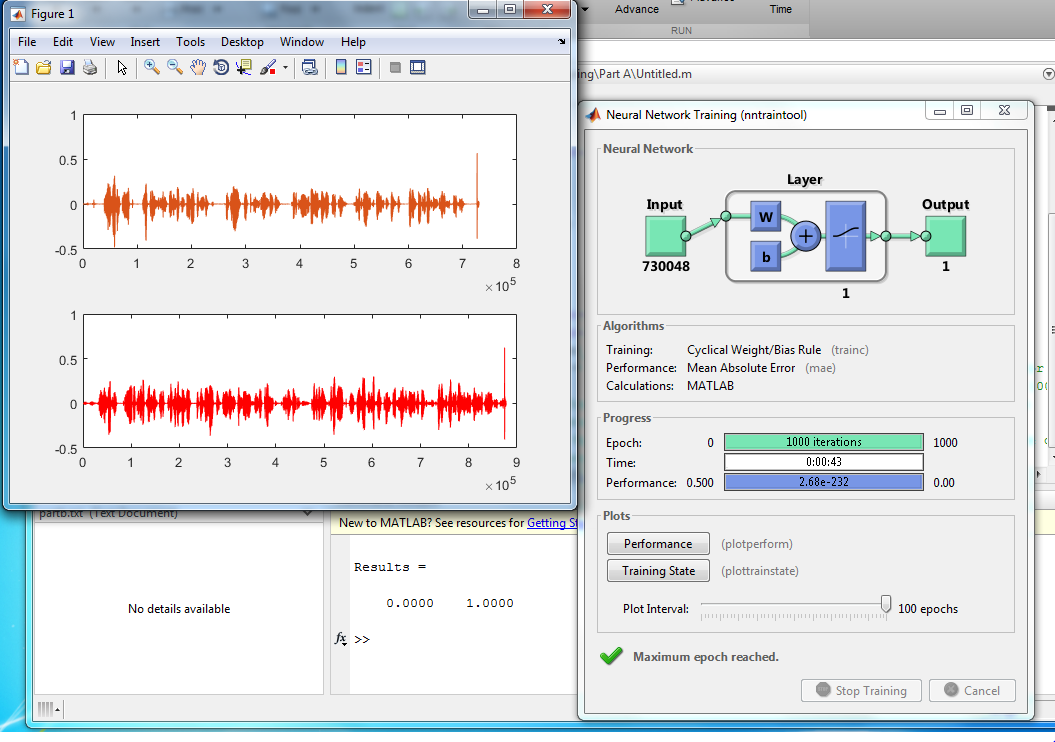 Figure 1
File Edit View Insert Tools Desktop Window Help
1
0.5
0
-0.5
0 1 2 3 4 5 6 7 8
×10⁵
1
0.5
0
-0.5
0 1 2 3 4 5 6 7 8 9
×10⁵
Advance
Time
RUN
ing\Part A\Untitled.m
Neural Network Training (nntraintool)
Neural Network
Layer
Input
Output
W
b
730048
1
1
Algorithms
Training: Cyclical Weight/Bias Rule (trainc)
Performance: Mean Absolute Error (mae)
Calculations: MATLAB
Progress
Epoch: 0 1000 iterations 1000
Time: 0:00:43
Performance: 0.500 2.68e-232 0.00
Plots
Performance (plotperform)
Training State (plottrainstate)
Plot Interval: 100 epochs
Maximum epoch reached.
Stop Training Cancel
partb.txt (Text Document)
No details available
New to MATLAB? See resources for Getting St
Results =
0.0000 1.0000
fx >>